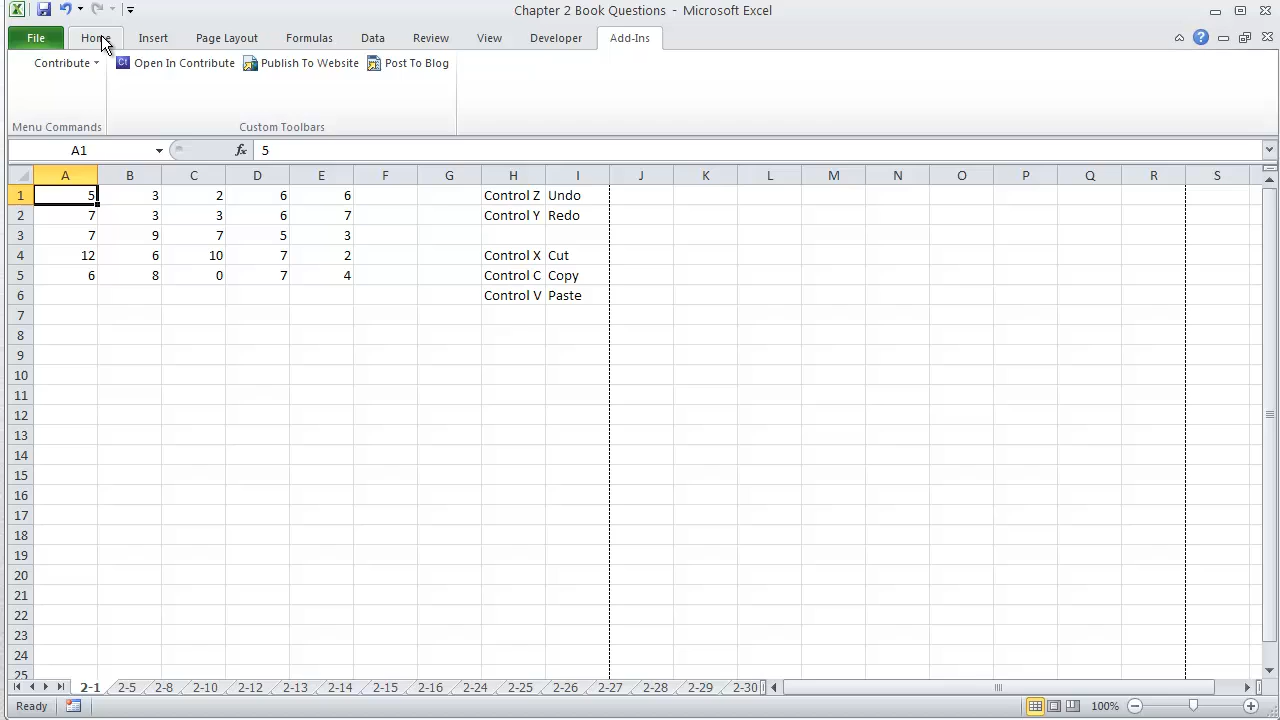 Chapter 2 Book Questions - Microsoft Excel
File Home Insert Page Layout Formulas Data Review View Developer Add-Ins
Contribute Ct Open In Contribute Publish To Website Post To Blog
Menu Commands Custom Toolbars
A1 fx 5
A B C D E F G H I J K L M N O P Q R S
1 5 3 2 6 6 Control Z Undo
2 7 3 3 6 7 Control Y Redo
3 7 9 7 5 3
4 12 6 10 7 2 Control X Cut
5 6 8 0 7 4 Control C Copy
6 Control V Paste
7
8
9
10
11
12
13
14
15
16
17
18
19
20
21
22
23
24
25
2-1 2-5 2-8 2-10 2-12 2-13 2-14 2-15 2-16 2-24 2-25 2-26 2-27 2-28 2-29 2-30
Ready 100%